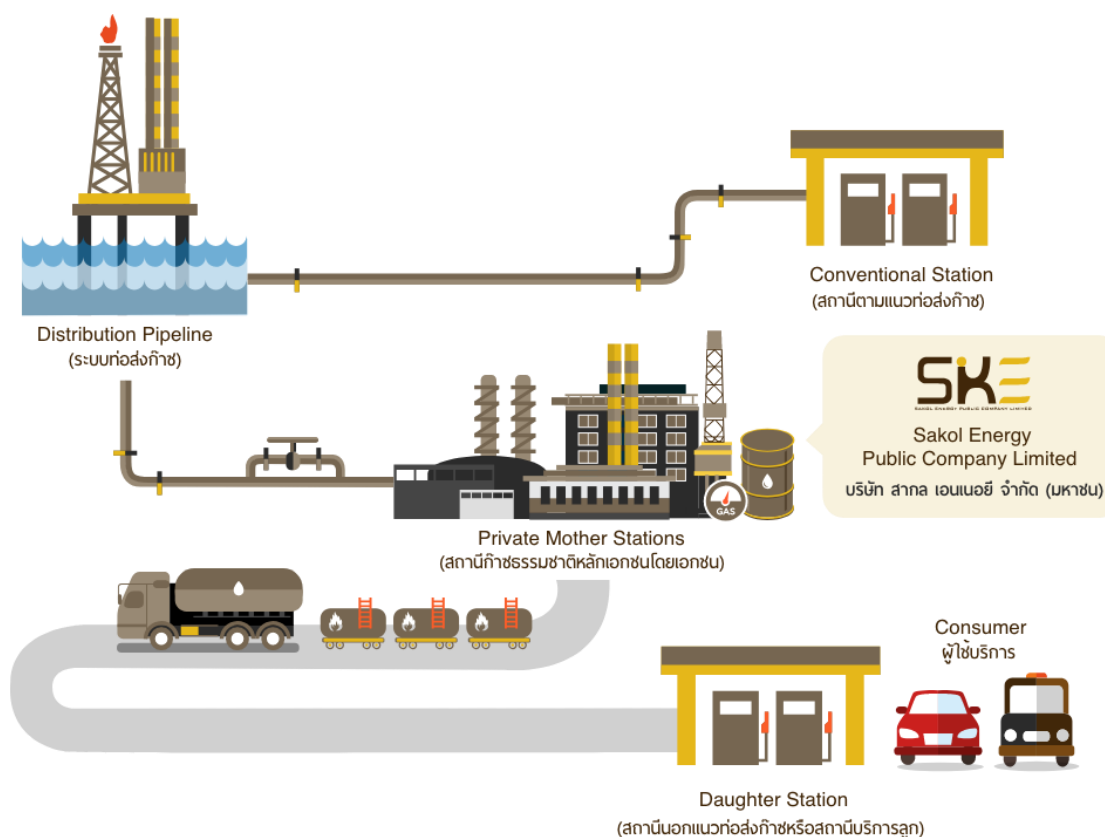 Conventional Station
(สถานีตามแนวท่อส่งก๊าซ)
Distribution Pipeline
(ระบบท่อส่งก๊าซ)
SKE
SAKOL ENERGY PUBLIC COMPANY LIMITED
Sakol Energy
Public Company Limited
บริษัท สากล เอนเนอยี จำกัด (มหาชน)
GAS
Private Mother Stations
(สถานีก๊าซธรรมชาติหลักเอกชนโดยเอกชน)
Consumer
ผู้ใช้บริการ
Daughter Station
(สถานีนอกแนวท่อส่งก๊าซหรือสถานีบริการลูก)